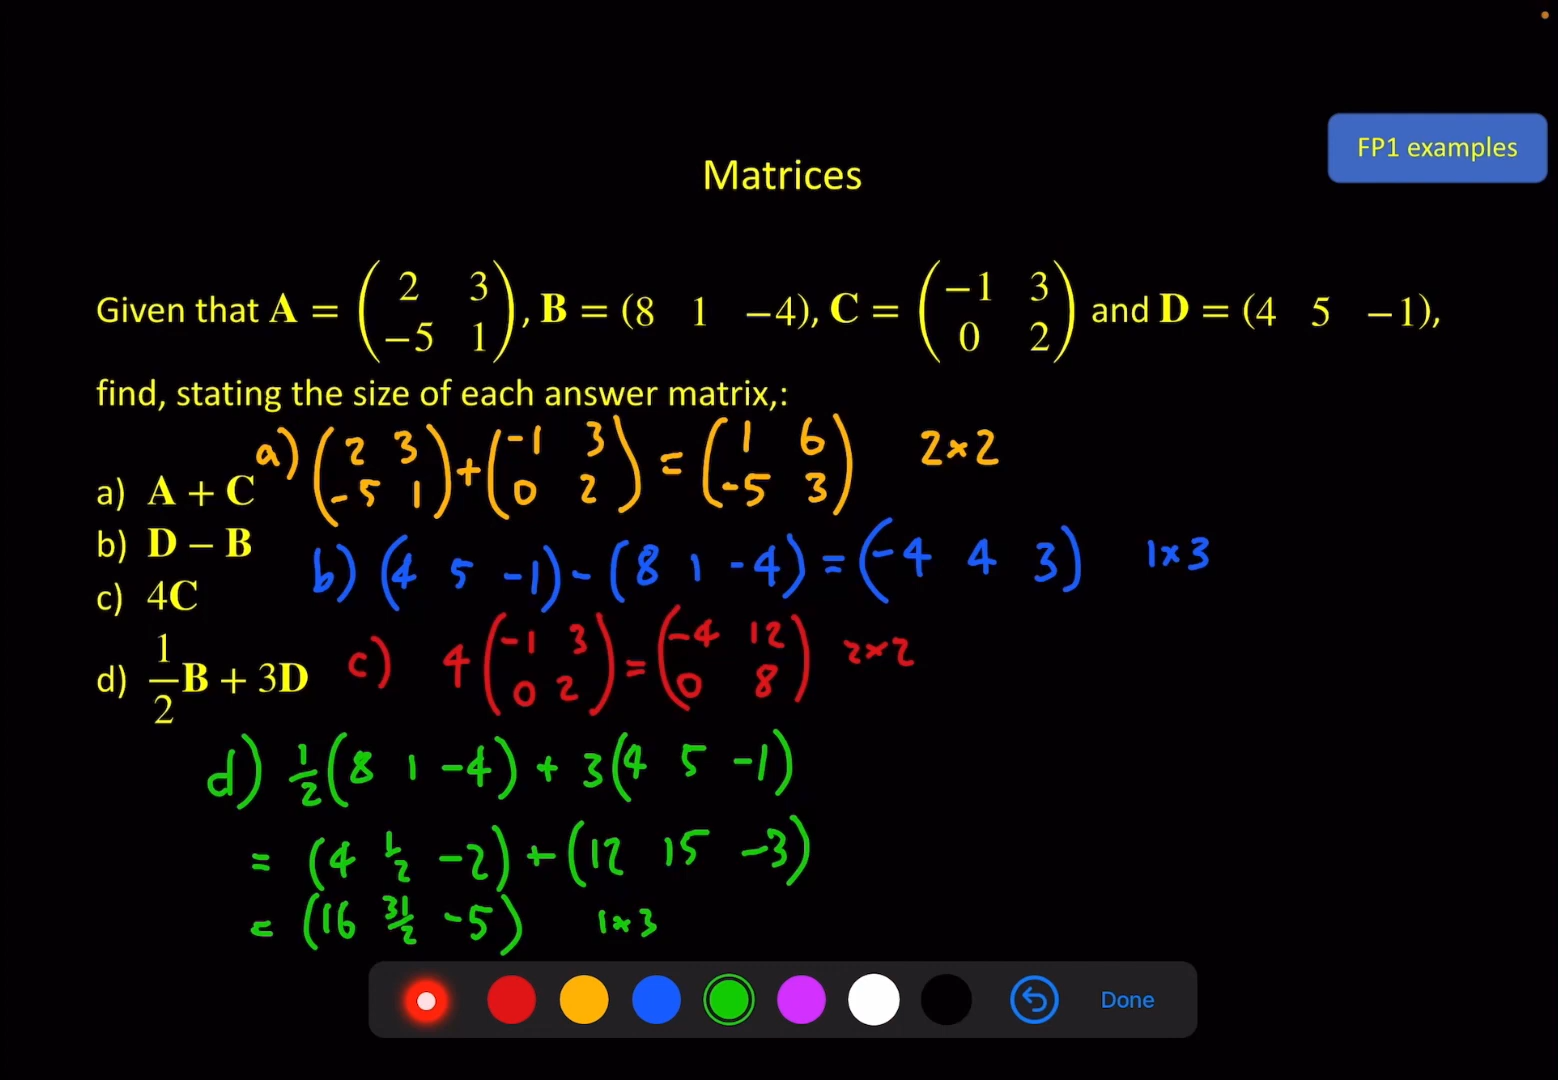 FP1 examples
Matrices
Given that A = (2 3 −5 1), B = (8 1 −4), C = (−1 3 0 2) and D = (4 5 −1),
find, stating the size of each answer matrix,:
a) A + C
a) (2 3 -5 1) + (-1 3 0 2) = (1 6 -5 3) 2×2
b) D − B
b) (4 5 -1) - (8 1 -4) = (-4 4 3) 1×3
c) 4C
c) 4(-1 3 0 2) = (-4 12 0 8) 2×2
d) 1/2 B + 3D
d) 1/2 (8 1 -4) + 3(4 5 -1)
= (4 1/2 -2) + (12 15 -3)
= (16 31/2 -5) 1×3
Done